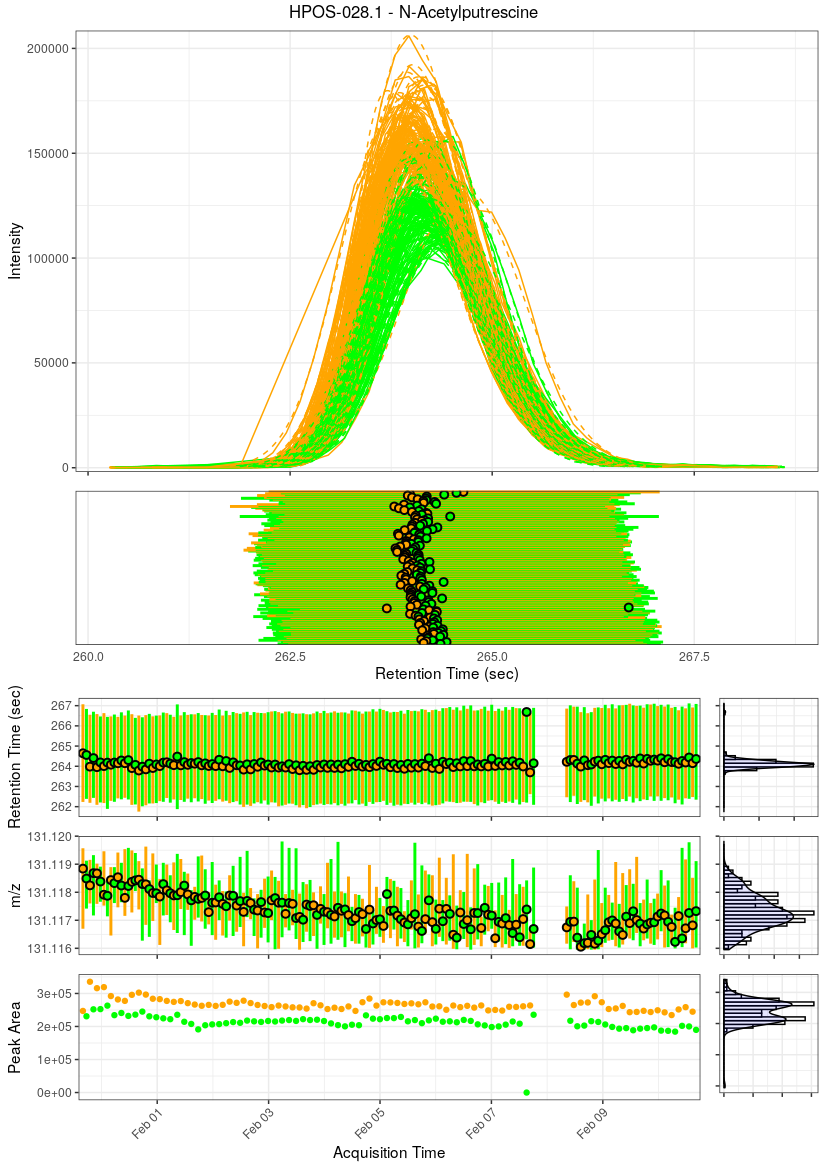 HPOS-028.1 - N-Acetylputrescine
200000
150000
100000
50000
0
Intensity
260.0 262.5 265.0 267.5
Retention Time (sec)
267
266
265
264
263
262
Retention Time (sec)
131.120
131.119
131.118
131.117
131.116
m/z
3e+05
2e+05
1e+05
0e+00
Peak Area
Feb 01 Feb 03 Feb 05 Feb 07 Feb 09
Acquisition Time